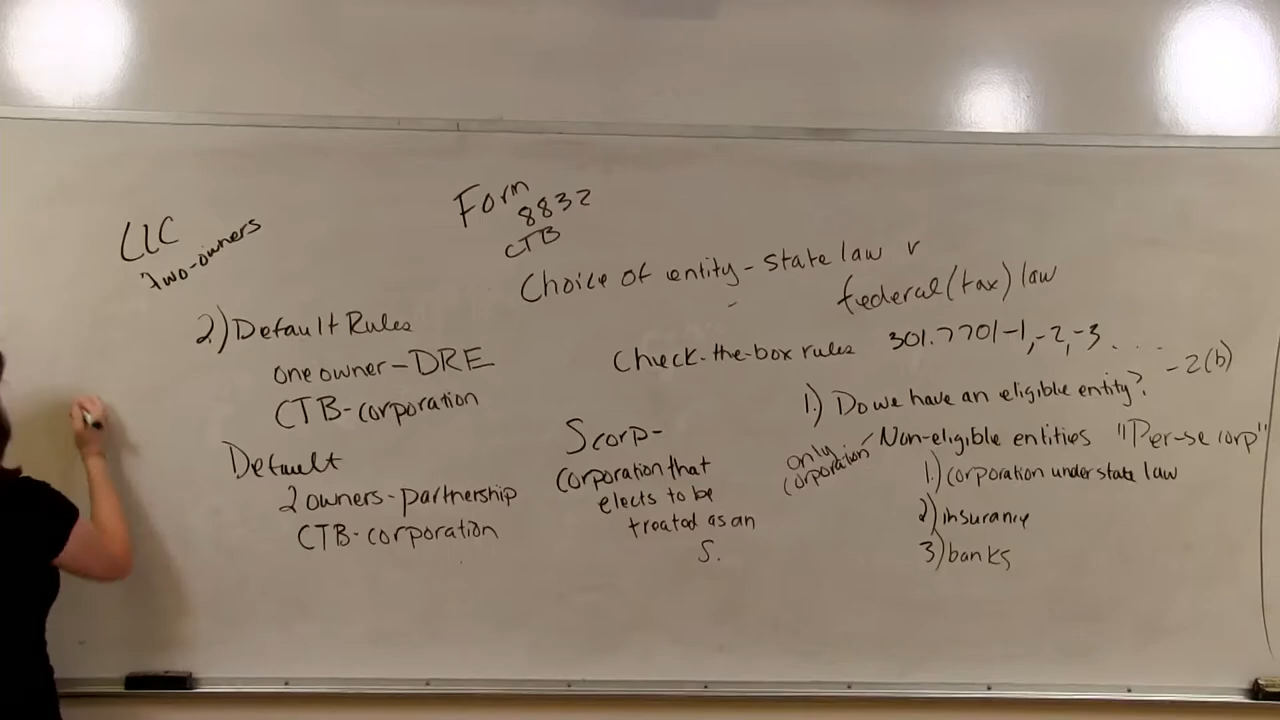 LLC
Two-owners
Form
8832
CTB
Choice of entity - state law v
federal (tax) law
2.) Default Rules
one owner - DRE
CTB - corporation
Default
2 owners - partnership
CTB - corporation
Check-the-box rules 301.7701-1,-2,-3....
-2(b)
1.) Do we have an eligible entity?
only
corporation
Non-eligible entities "Per-se corp"
1.) corporation under state law
2) insurance
3) banks
S corp -
corporation that
elects to be
treated as an
S.